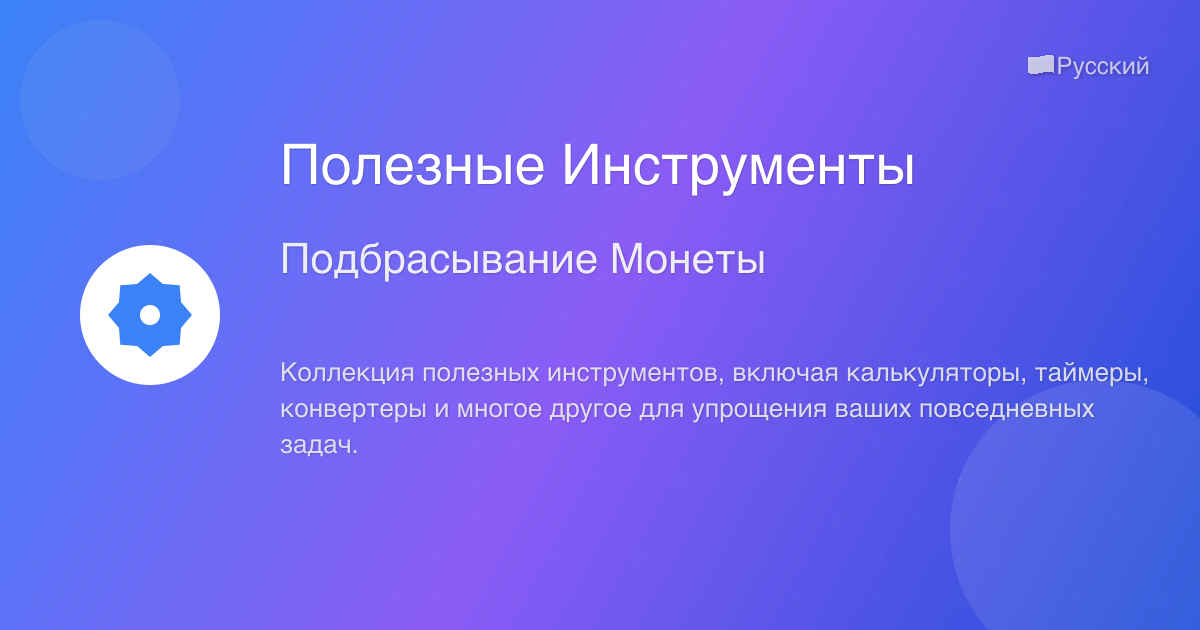 Русский
Полезные Инструменты
Подбрасывание Монеты
Коллекция полезных инструментов, включая калькуляторы, таймеры,
конвертеры и многое другое для упрощения ваших повседневных
задач.